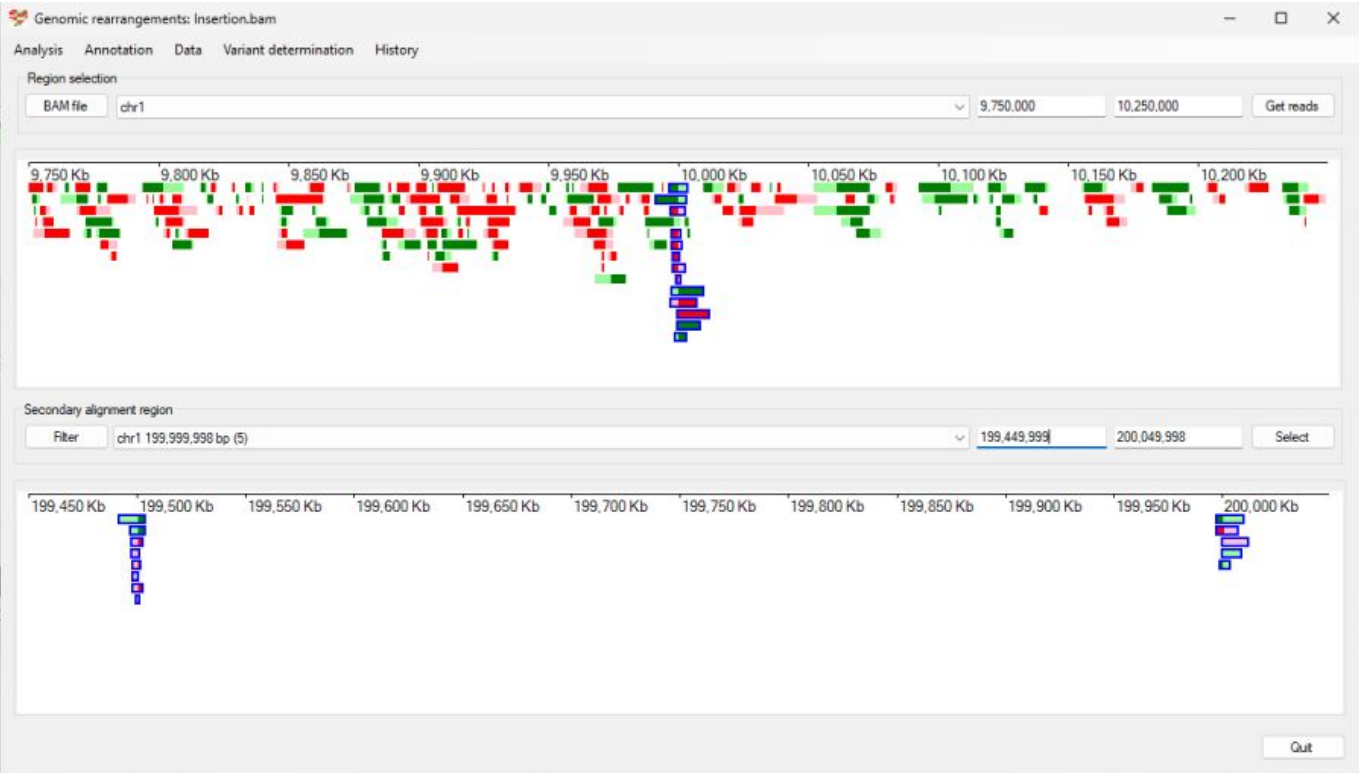 Genomic rearrangements: Insertion.bam
Analysis Annotation Data Variant determination History
Region selection
BAM file chr1 9,750,000 10,250,000 Get reads
9,750 Kb 9,800 Kb 9,850 Kb 9,900 Kb 9,950 Kb 10,000 Kb 10,050 Kb 10,100 Kb 10,150 Kb 10,200 Kb
Secondary alignment region
Filter chr1 199,999,998 bp (5) 199,449,999 200,049,998 Select
199,450 Kb 199,500 Kb 199,550 Kb 199,600 Kb 199,650 Kb 199,700 Kb 199,750 Kb 199,800 Kb 199,850 Kb 199,900 Kb 199,950 Kb 200,000 Kb
Quit